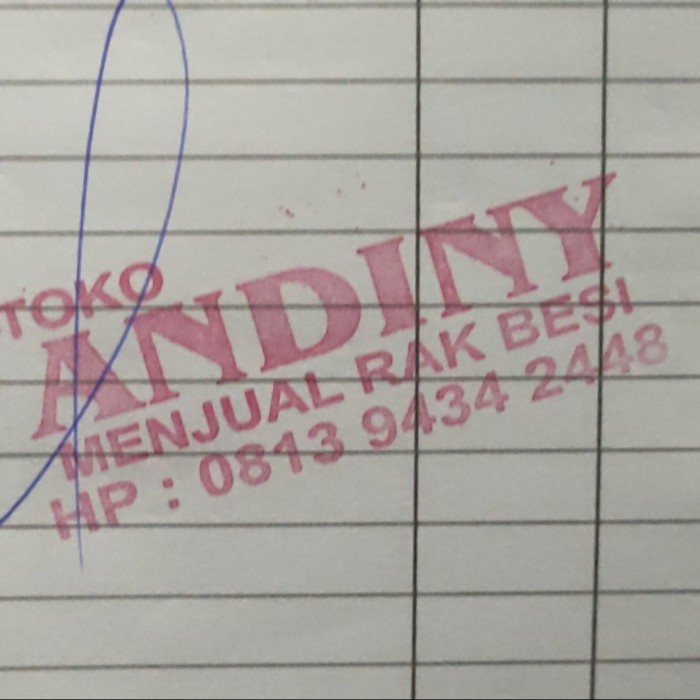 TOKO
ANDINY
MENJUAL RAK BESI
HP : 0813 9434 2448